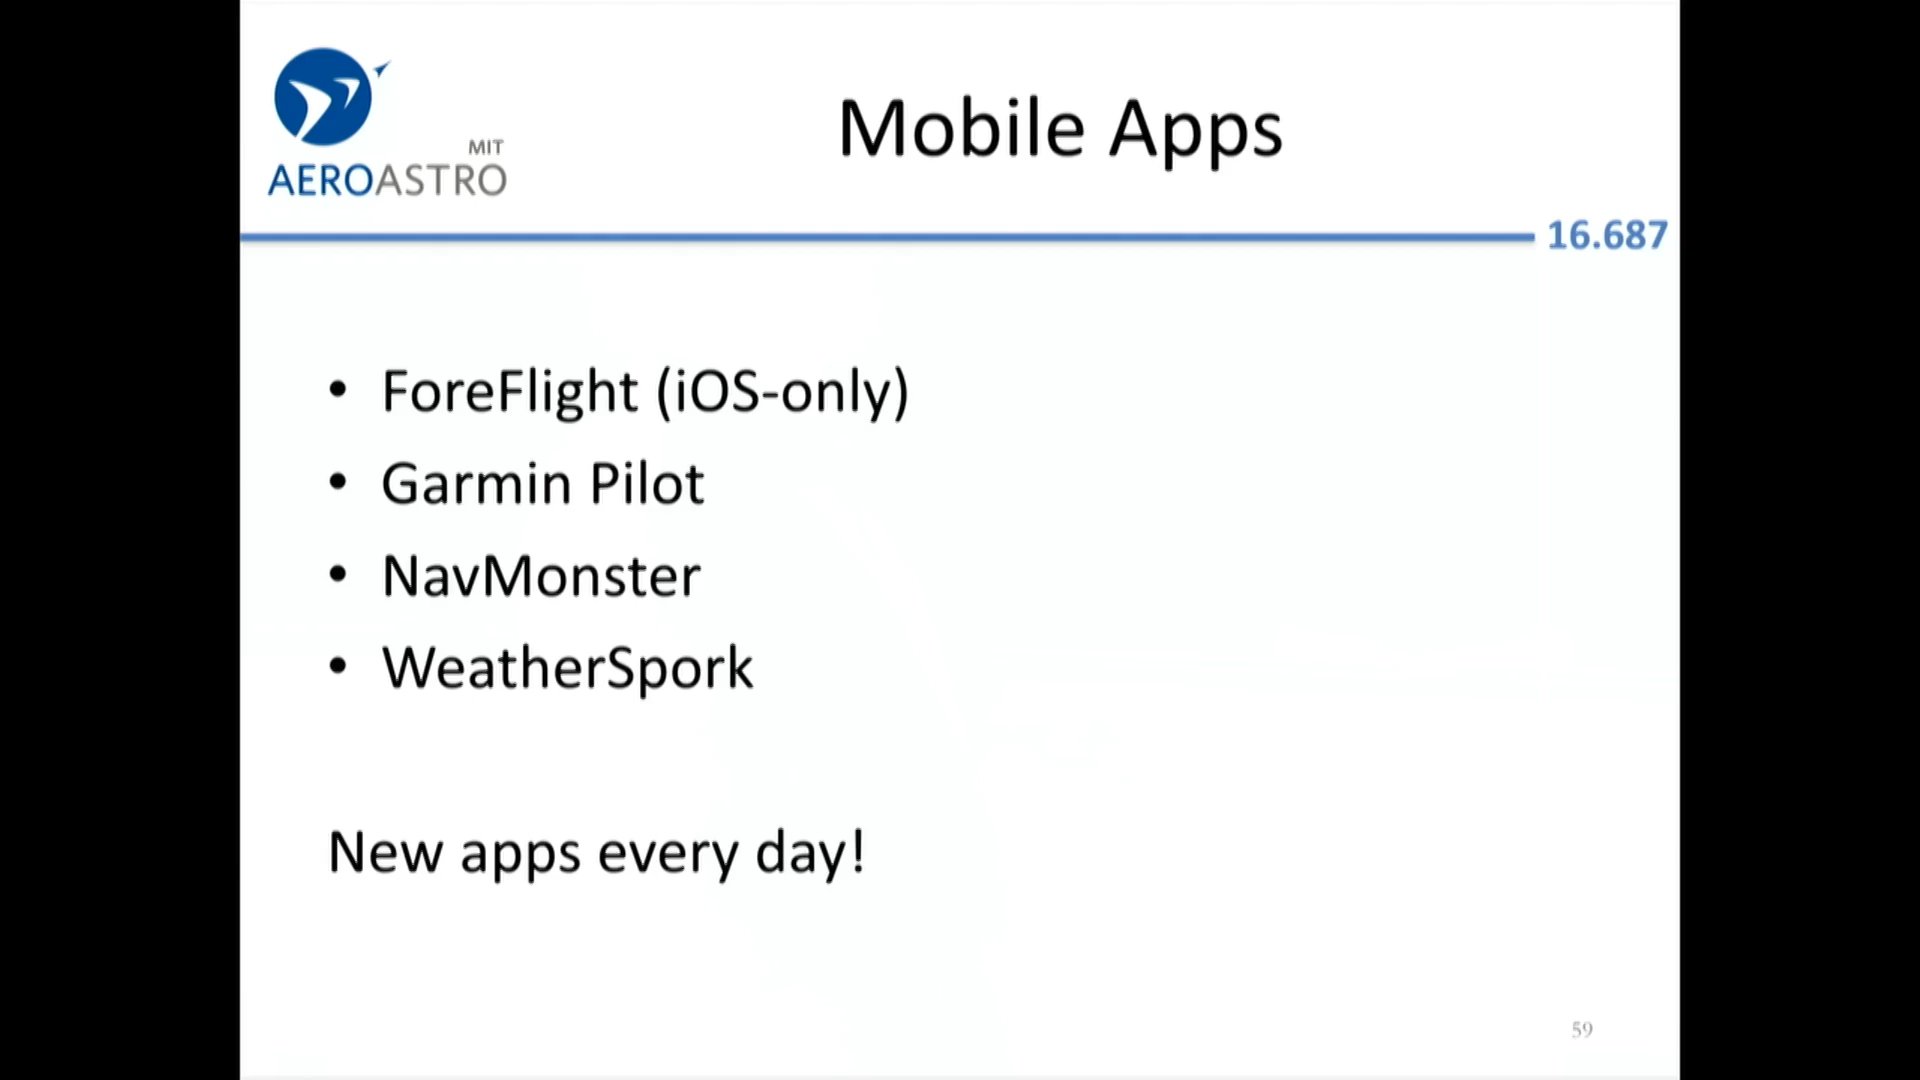 MIT
AEROASTRO
Mobile Apps
16.687
• ForeFlight (iOS-only)
• Garmin Pilot
• NavMonster
• WeatherSpork
New apps every day!
59